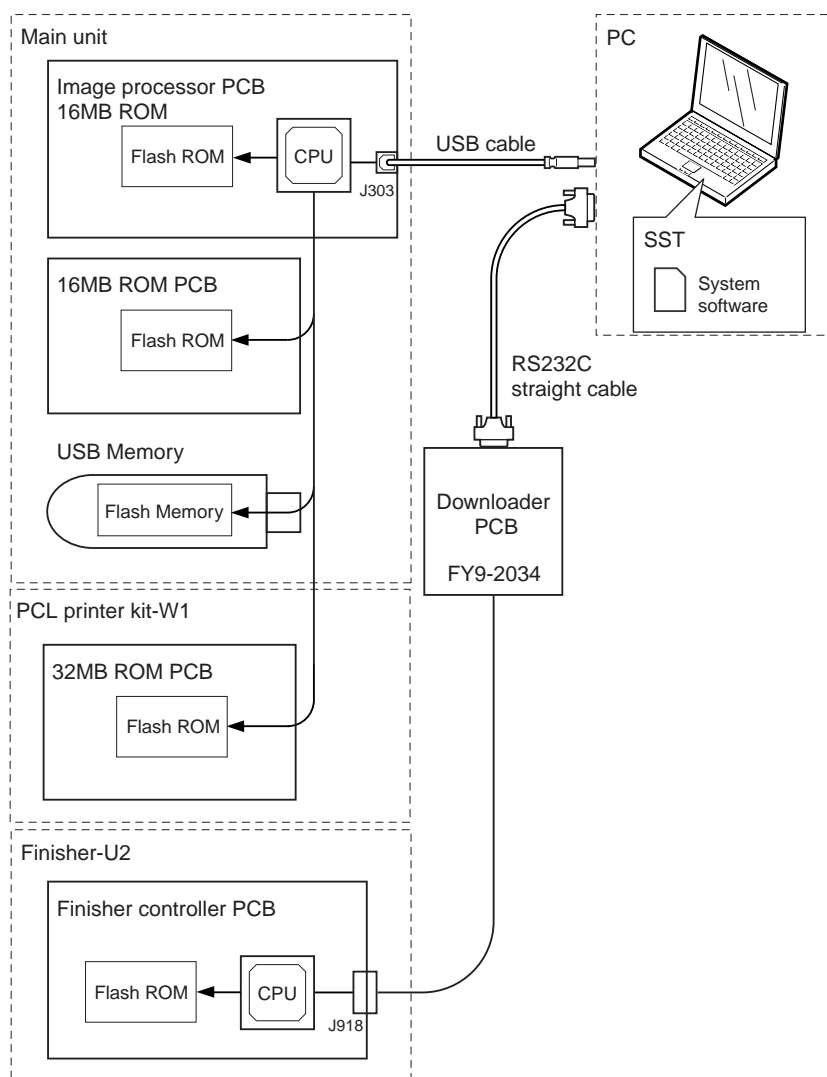 Main unit
Image processor PCB
16MB ROM
Flash ROM
CPU
J303
USB cable
PC
SST
System
software
16MB ROM PCB
Flash ROM
RS232C
straight cable
USB Memory
Flash Memory
Downloader
PCB
FY9-2034
PCL printer kit-W1
32MB ROM PCB
Flash ROM
Finisher-U2
Finisher controller PCB
Flash ROM
CPU
J918